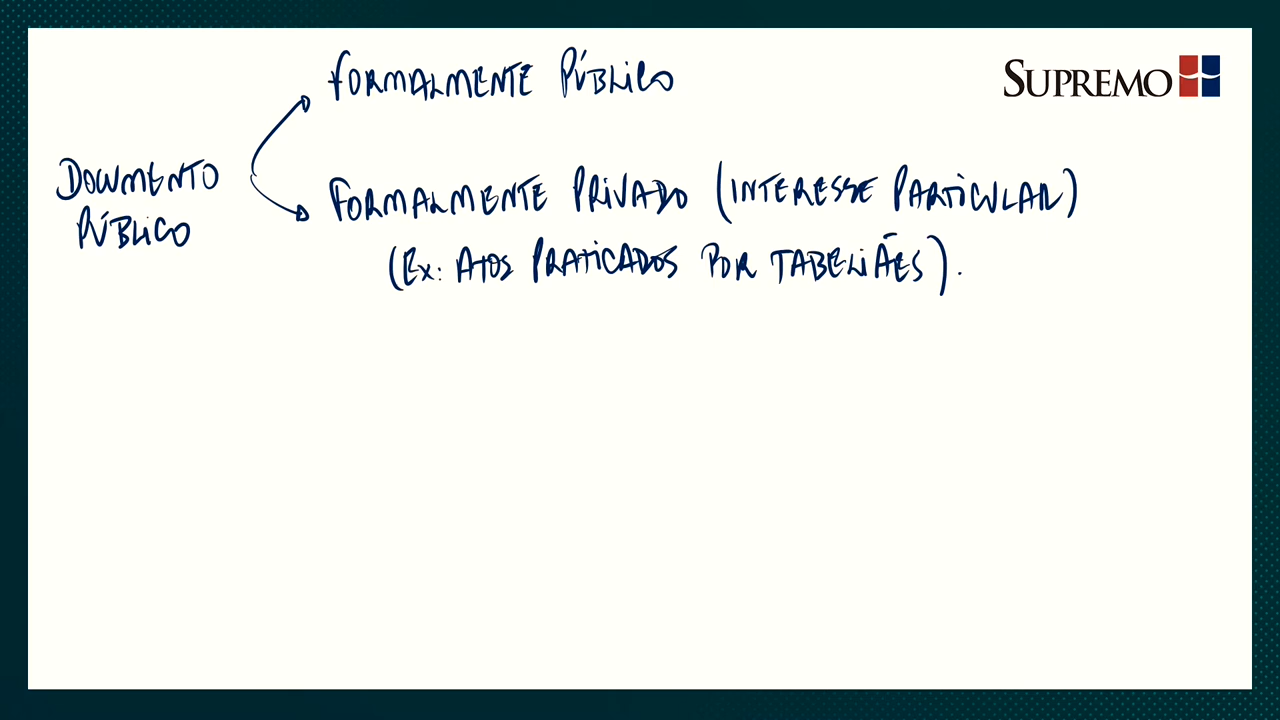 FORMALMENTE PÚBLICO
SUPREMO
DOCUMENTO
PÚBLICO
FORMALMENTE PRIVADO (INTERESSE PARTICULAR)
(EX: ATOS PRATICADOS POR TABELIÃES).